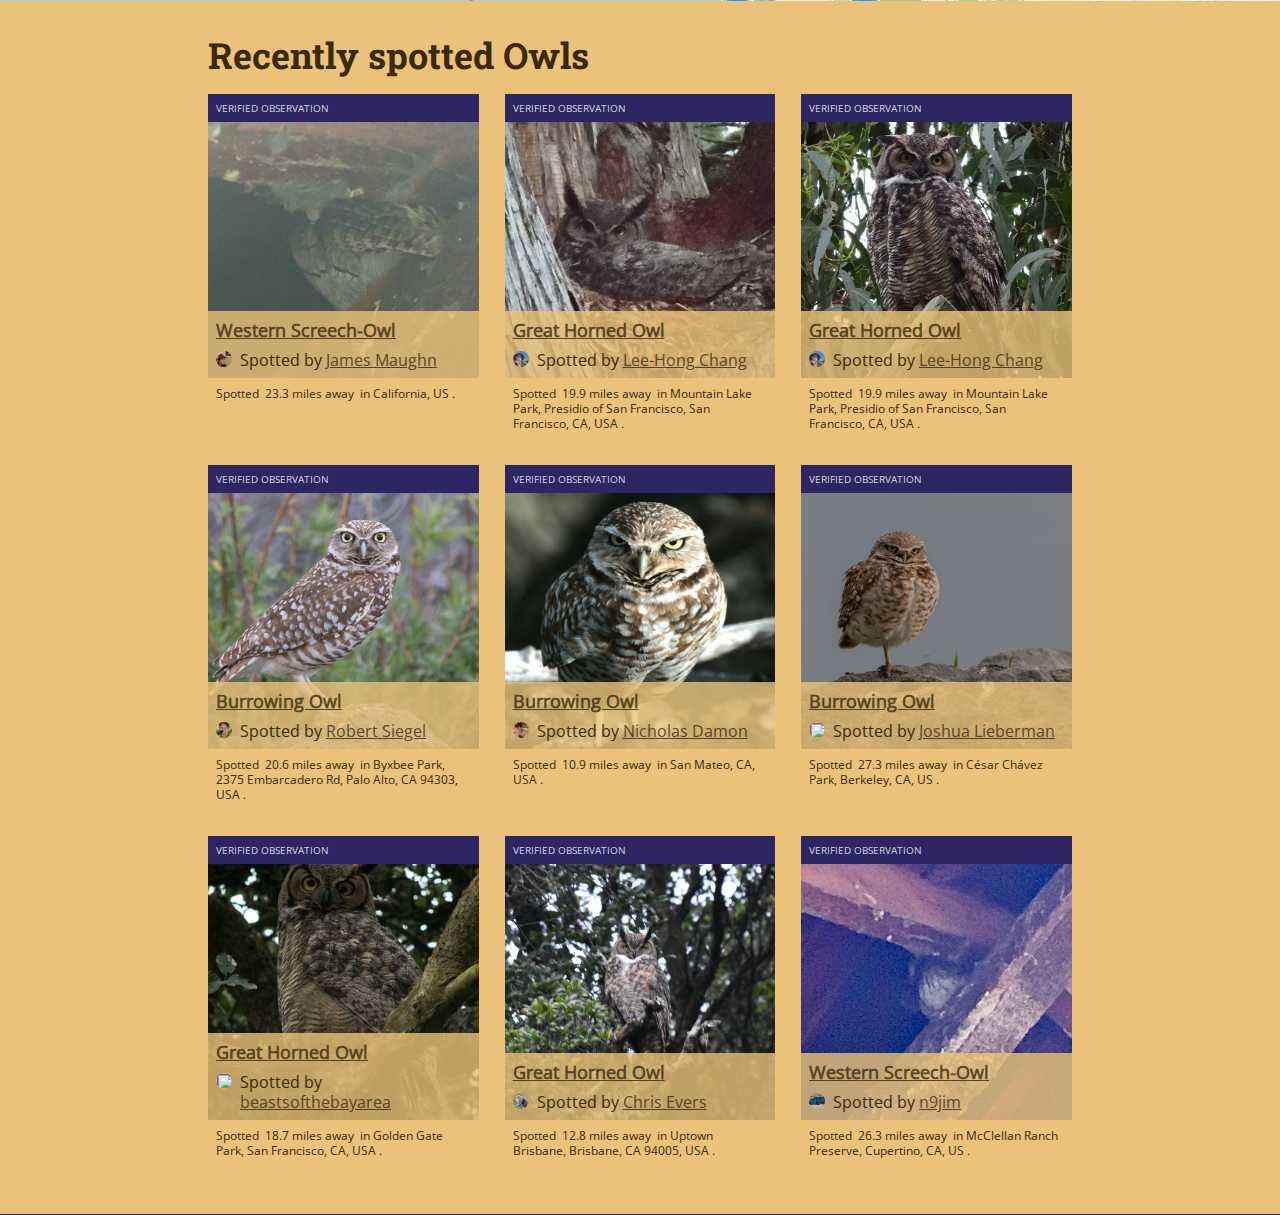 Recently spotted Owls
VERIFIED OBSERVATION
Western Screech-Owl
Spotted by James Maughn
Spotted 23.3 miles away in California, US .
VERIFIED OBSERVATION
Great Horned Owl
Spotted by Lee-Hong Chang
Spotted 19.9 miles away in Mountain Lake
Park, Presidio of San Francisco, San
Francisco, CA, USA .
VERIFIED OBSERVATION
Great Horned Owl
Spotted by Lee-Hong Chang
Spotted 19.9 miles away in Mountain Lake
Park, Presidio of San Francisco, San
Francisco, CA, USA .
VERIFIED OBSERVATION
Burrowing Owl
Spotted by Robert Siegel
Spotted 20.6 miles away in Byxbee Park,
2375 Embarcadero Rd, Palo Alto, CA 94303,
USA .
VERIFIED OBSERVATION
Burrowing Owl
Spotted by Nicholas Damon
Spotted 10.9 miles away in San Mateo, CA,
USA .
VERIFIED OBSERVATION
Burrowing Owl
Spotted by Joshua Lieberman
Spotted 27.3 miles away in César Chávez
Park, Berkeley, CA, US .
VERIFIED OBSERVATION
Great Horned Owl
Spotted by
beastsofthebayarea
Spotted 18.7 miles away in Golden Gate
Park, San Francisco, CA, USA .
VERIFIED OBSERVATION
Great Horned Owl
Spotted by Chris Evers
Spotted 12.8 miles away in Uptown
Brisbane, Brisbane, CA 94005, USA .
VERIFIED OBSERVATION
Western Screech-Owl
Spotted by n9jim
Spotted 26.3 miles away in McClellan Ranch
Preserve, Cupertino, CA, US .